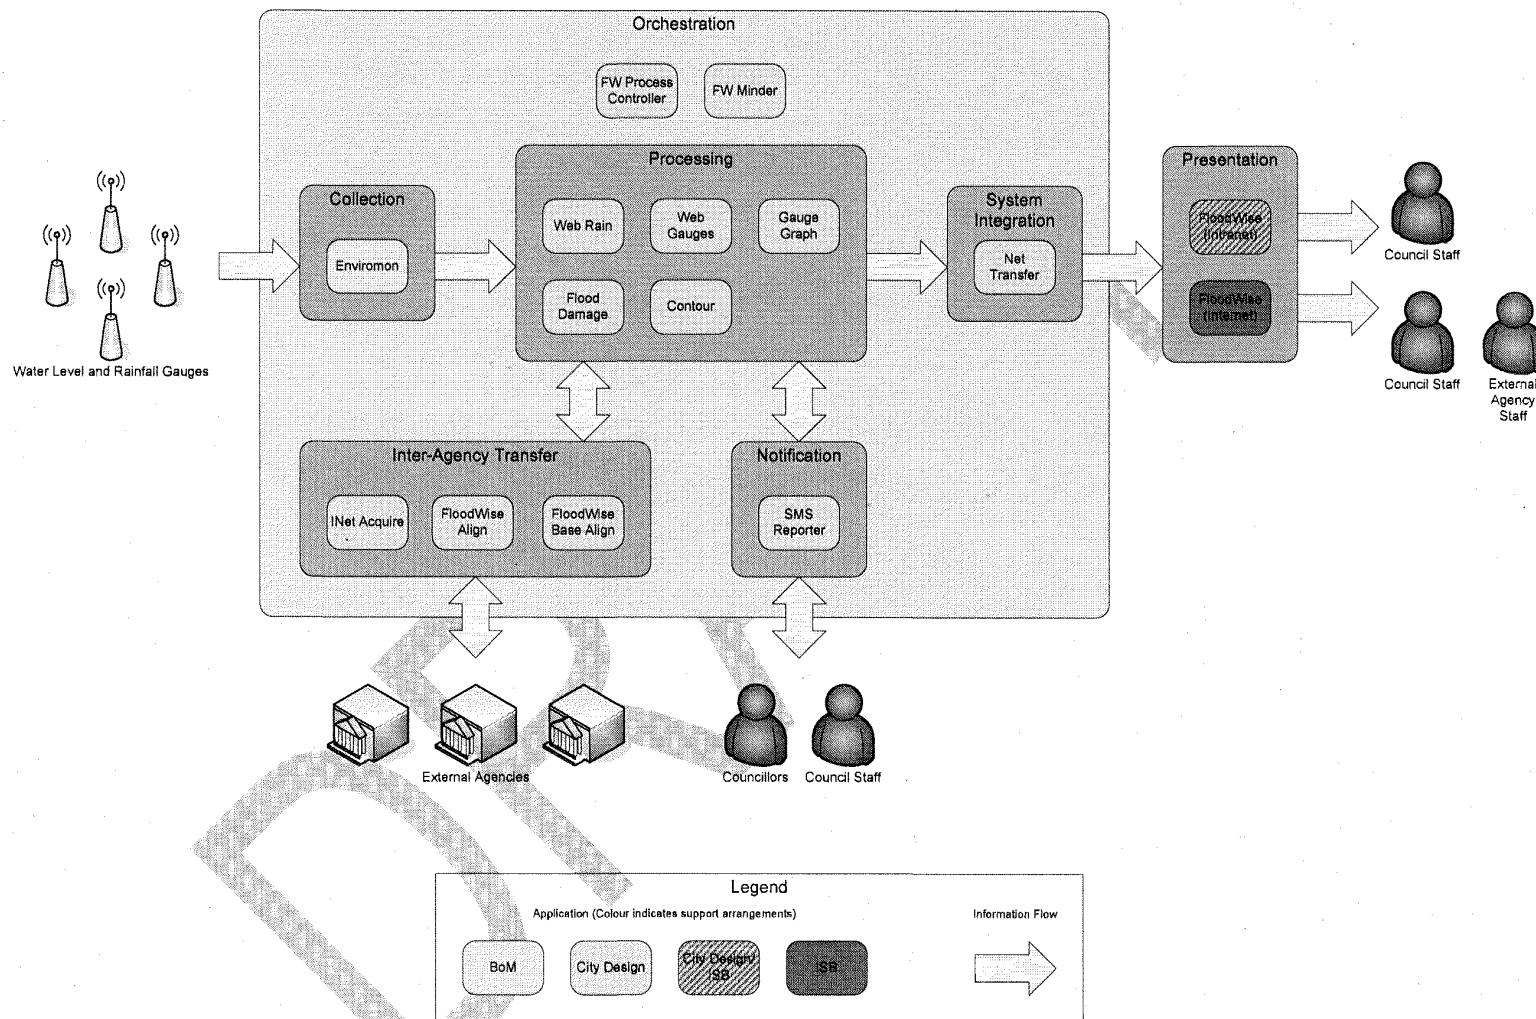 Orchestration
FW Process
Controller
FW Minder
Processing
Collection
Enviromon
Web Rain
Web
Gauges
Gauge
Graph
Flood
Damage
Contour
System
Integration
Net
Transfer
Presentation
FloodWise
(Intranet)
FloodWise
(Internet)
Council Staff
Council Staff
External
Agency
Staff
Water Level and Rainfall Gauges
Inter-Agency Transfer
INet Acquire
FloodWise
Align
FloodWise
Base Align
Notification
SMS
Reporter
External Agencies
Councillors
Council Staff
Legend
Application (Colour indicates support arrangements)
Information Flow
BoM
City Design
City Design/
ISB
ISB